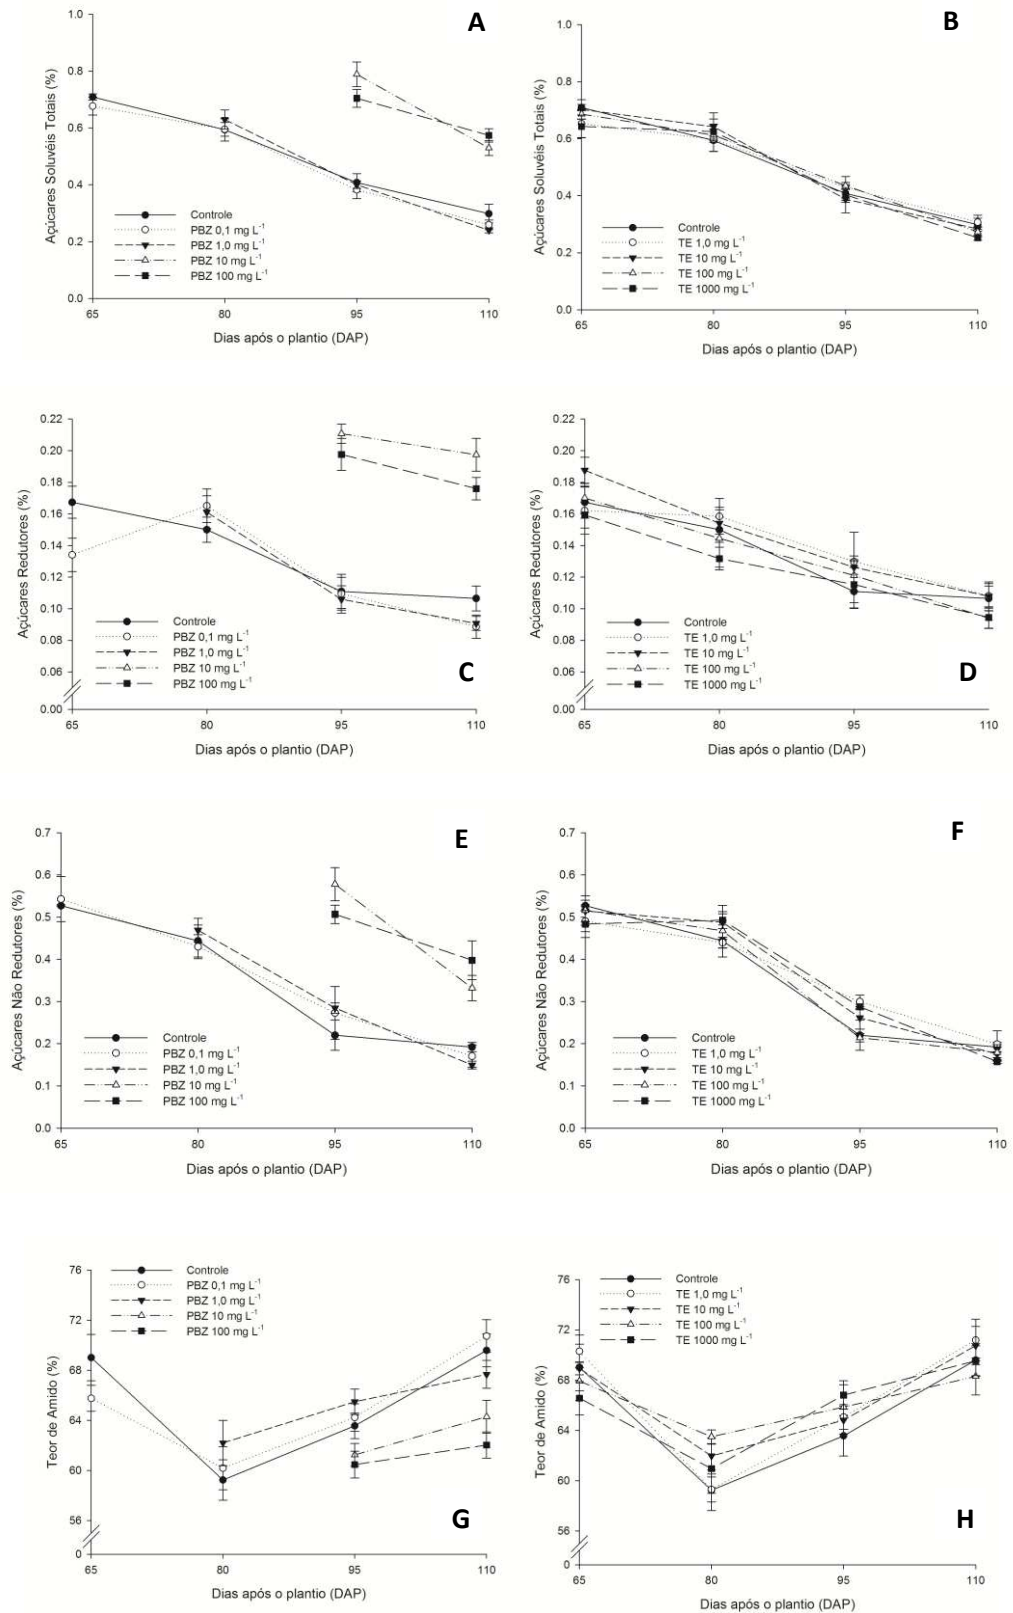 A
Açúcares Soluvéis Totais (%)
1.0
0.8
0.6
0.4
0.2
0.0
Controle
PBZ 0,1 mg L-1
PBZ 1,0 mg L-1
PBZ 10 mg L-1
PBZ 100 mg L-1
65 80 95 110
Dias após o plantio (DAP)
B
Açúcares Soluvéis Totais (%)
1.0
0.8
0.6
0.4
0.2
0.0
Controle
TE 1,0 mg L-1
TE 10 mg L-1
TE 100 mg L-1
TE 1000 mg L-1
65 80 95 110
Dias após o plantio (DAP)
Açúcares Redutores (%)
0.22
0.20
0.18
0.16
0.14
0.12
0.10
0.08
0.06
0.00
Controle
PBZ 0,1 mg L-1
PBZ 1,0 mg L-1
PBZ 10 mg L-1
PBZ 100 mg L-1
C
65 80 95 110
Dias após o plantio (DAP)
Açúcares Redutores (%)
0.22
0.20
0.18
0.16
0.14
0.12
0.10
0.08
0.06
0.00
Controle
TE 1,0 mg L-1
TE 10 mg L-1
TE 100 mg L-1
TE 1000 mg L-1
D
65 80 95 110
Dias após o plantio (DAP)
E
Açúcares Não Redutores (%)
0.7
0.6
0.5
0.4
0.3
0.2
0.1
0.0
Controle
PBZ 0,1 mg L-1
PBZ 1,0 mg L-1
PBZ 10 mg L-1
PBZ 100 mg L-1
65 80 95 110
Dias após o plantio (DAP)
F
Açúcares Não Redutores (%)
0.7
0.6
0.5
0.4
0.3
0.2
0.1
0.0
Controle
TE 1,0 mg L-1
TE 10 mg L-1
TE 100 mg L-1
TE 1000 mg L-1
65 80 95 110
Dias após o plantio (DAP)
Teor de Amido (%)
76
72
68
64
60
56
0
Controle
PBZ 0,1 mg L-1
PBZ 1,0 mg L-1
PBZ 10 mg L-1
PBZ 100 mg L-1
G
65 80 95 110
Dias após o plantio (DAP)
Teor de Amido (%)
76
72
68
64
60
56
0
Controle
TE 1,0 mg L-1
TE 10 mg L-1
TE 100 mg L-1
TE 1000 mg L-1
H
65 80 95 110
Dias após o plantio (DAP)